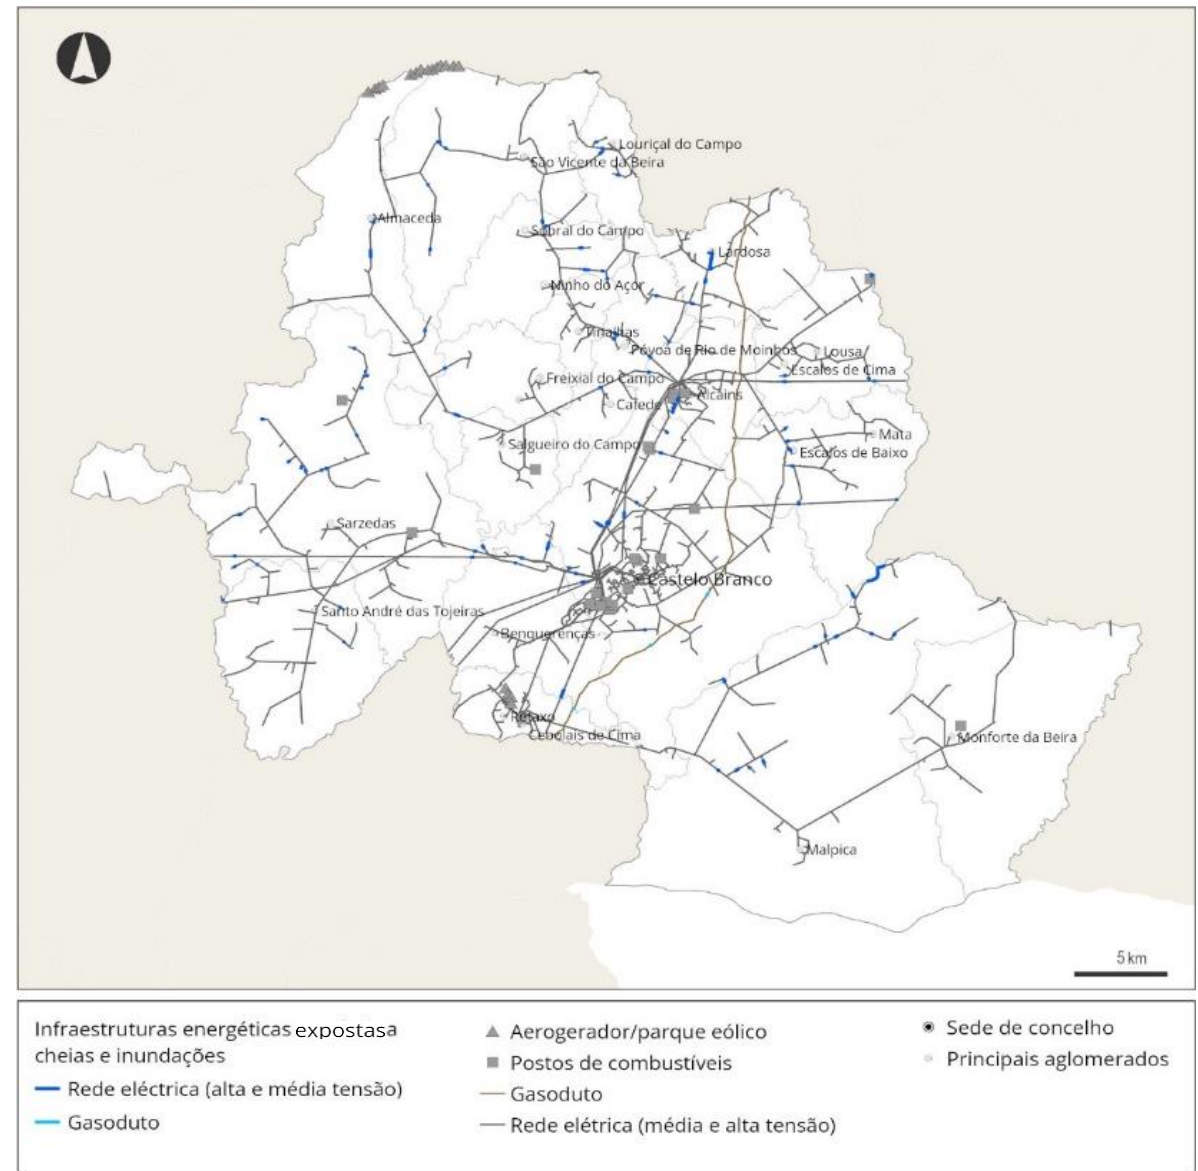 Louriçal do Campo
São Vicente da Beira
Almaceda
Sobral do Campo
Lardosa
Ninho do Açor
Tinalhas
Póvoa de Rio de Moinhos
Lousa
Escalos de Cima
Freixial do Campo
Alcains
Cafede
Mata
Salgueiro do Campo
Escalos de Baixo
Sarzedas
Castelo Branco
Santo André das Tojeiras
Benquerenças
Retaxo
Cebolais de Cima
Monforte da Beira
Malpica
5 km
Infraestruturas energéticas expostasa
cheias e inundações
Rede eléctrica (alta e média tensão)
Gasoduto
Aerogerador/parque eólico
Postos de combustíveis
Gasoduto
Rede elétrica (média e alta tensão)
Sede de concelho
Principais aglomerados